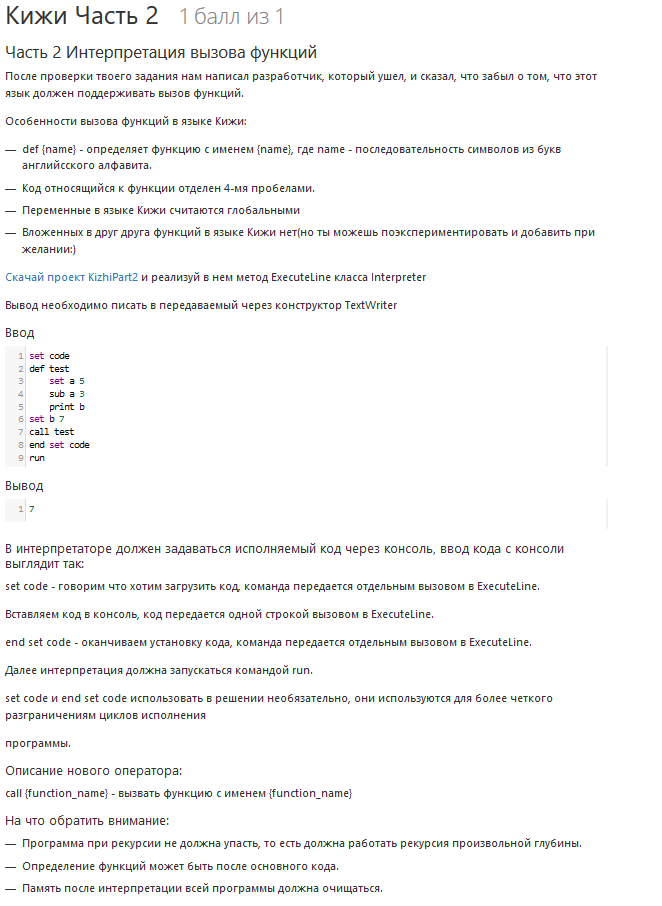 Кижи Часть 2 1 балл из 1
Часть 2 Интерпретация вызова функций
После проверки твоего задания нам написал разработчик, который ушел, и сказал, что забыл о том, что этот
язык должен поддерживать вызов функций.
Особенности вызова функций в языке Кижи:
— def {name} - определяет функцию с именем {name}, где name - последовательность символов из букв
английсского алфавита.
— Код относящийся к функции отделен 4-мя пробелами.
— Переменные в языке Кижи считаются глобальными
— Вложенных в друг друга функций в языке Кижи нет(но ты можешь поэкспериментировать и добавить при
желании:)
Скачай проект KizhiPart2 и реализуй в нем метод ExecuteLine класса Interpreter
Вывод необходимо писать в передаваемый через конструктор TextWriter
Ввод
1 set code
2 def test
3     set a 5
4     sub a 3
5     print b
6 set b 7
7 call test
8 end set code
9 run
Вывод
1 7
В интерпретаторе должен задаваться исполняемый код через консоль, ввод кода с консоли
выглядит так:
set code - говорим что хотим загрузить код, команда передается отдельным вызовом в ExecuteLine.
Вставляем код в консоль, код передается одной строкой вызовом в ExecuteLine.
end set code - оканчиваем установку кода, команда передается отдельным вызовом в ExecuteLine.
Далее интерпретация должна запускаться командой run.
set code и end set code использовать в решении необязательно, они используются для более четкого
разграничениям циклов исполнения
программы.
Описание нового оператора:
call {function_name} - вызвать функцию с именем {function_name}
На что обратить внимание:
— Программа при рекурсии не должна упасть, то есть должна работать рекурсия произвольной глубины.
— Определение функций может быть после основного кода.
— Память после интерпретации всей программы должна очищаться.